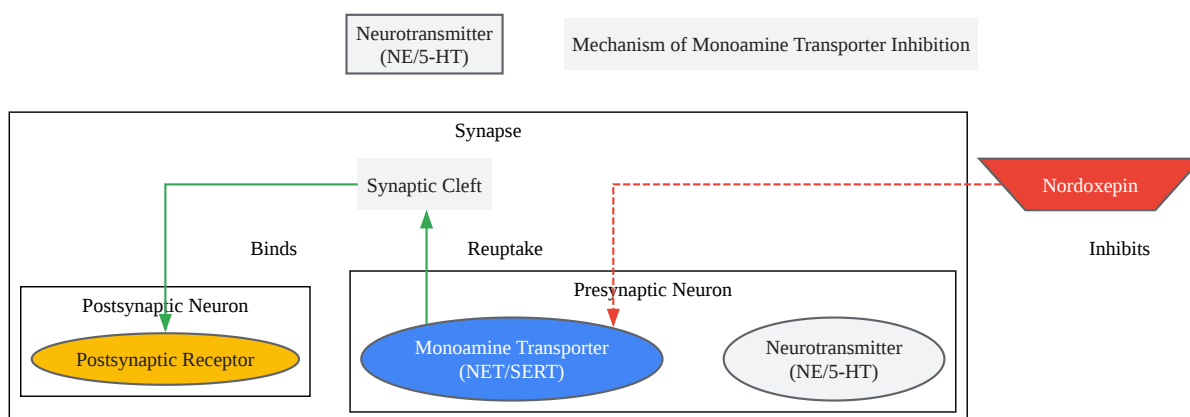 Neurotransmitter
(NE/5-HT)
Mechanism of Monoamine Transporter Inhibition
Synapse
Synaptic Cleft
Nordoxepin
Binds
Reuptake
Inhibits
Presynaptic Neuron
Postsynaptic Neuron
Postsynaptic Receptor
Monoamine Transporter
(NET/SERT)
Neurotransmitter
(NE/5-HT)